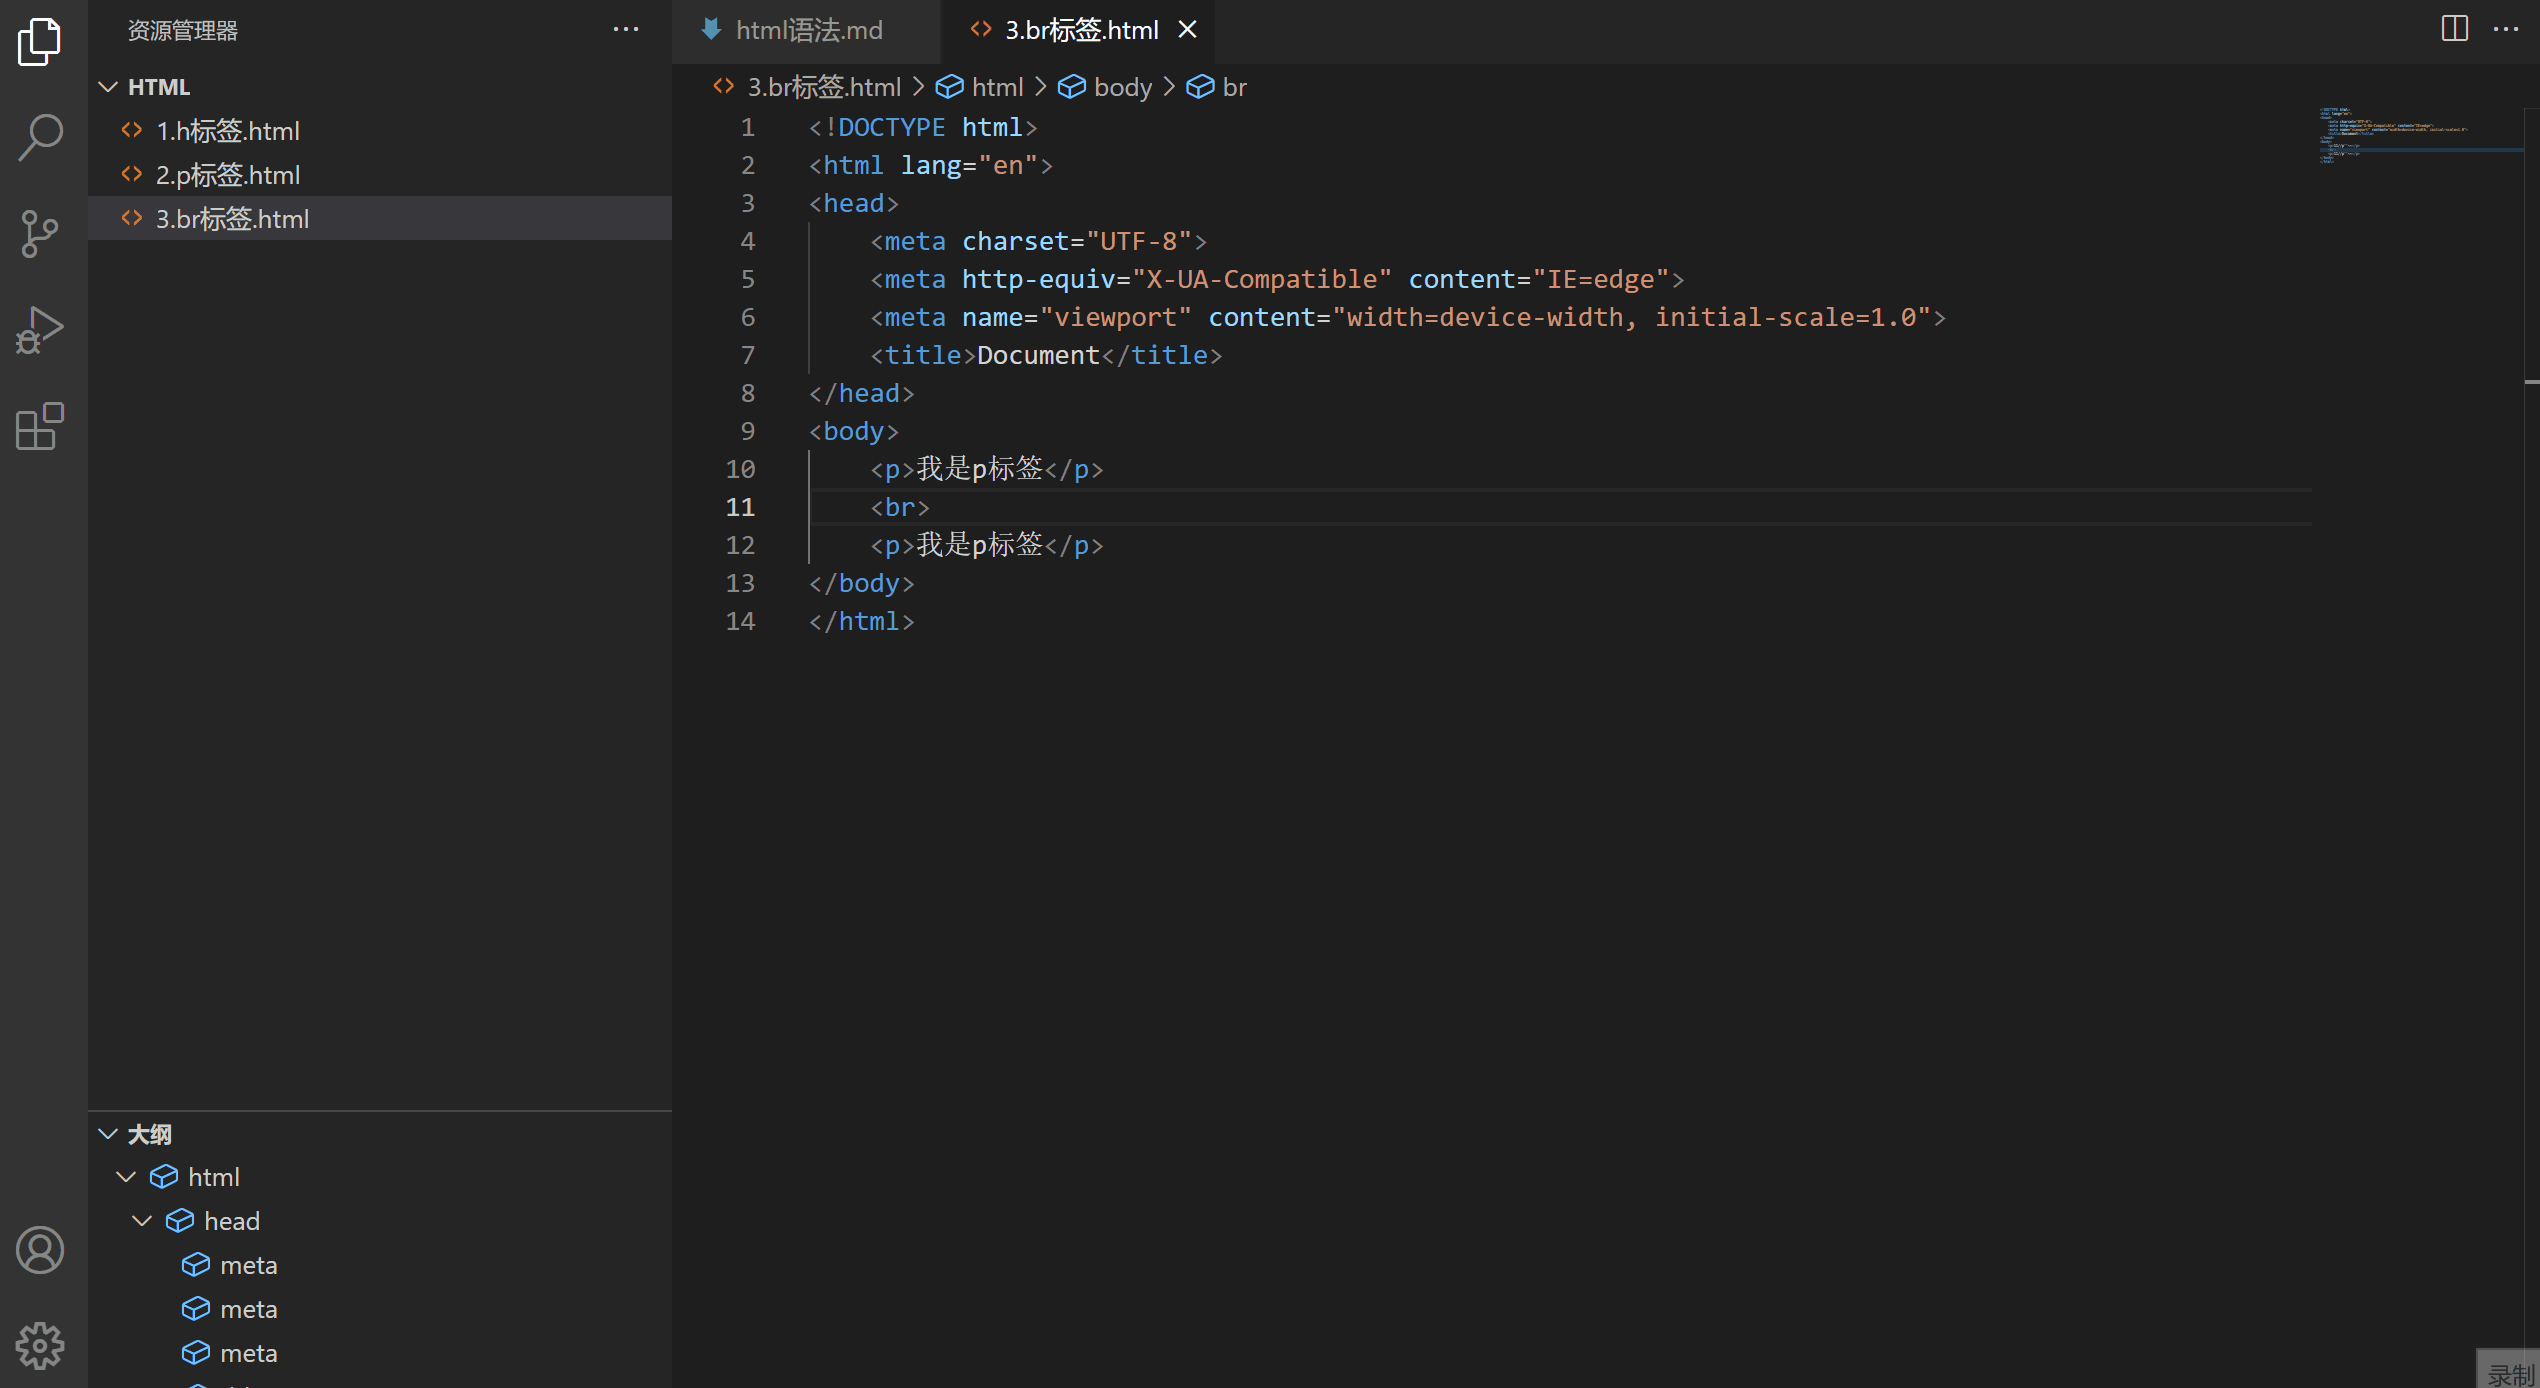 资源管理器
HTML
1.h标签.html
2.p标签.html
3.br标签.html
大纲
html
head
meta
meta
meta
html语法.md
3.br标签.html
3.br标签.html > html > body > br
1 <!DOCTYPE html>
2 <html lang="en">
3 <head>
4     <meta charset="UTF-8">
5     <meta http-equiv="X-UA-Compatible" content="IE=edge">
6     <meta name="viewport" content="width=device-width, initial-scale=1.0">
7     <title>Document</title>
8 </head>
9 <body>
10     <p>我是p标签</p>
11     <br>
12     <p>我是p标签</p>
13 </body>
14 </html>
录制